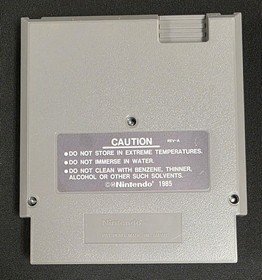 CAUTION
REV-A
●DO NOT STORE IN EXTREME TEMPERATURES.
●DO NOT IMMERSE IN WATER.
●DO NOT CLEAN WITH BENZENE, THINNER,
ALCOHOL OR OTHER SUCH SOLVENTS.
©®Nintendo® 1985